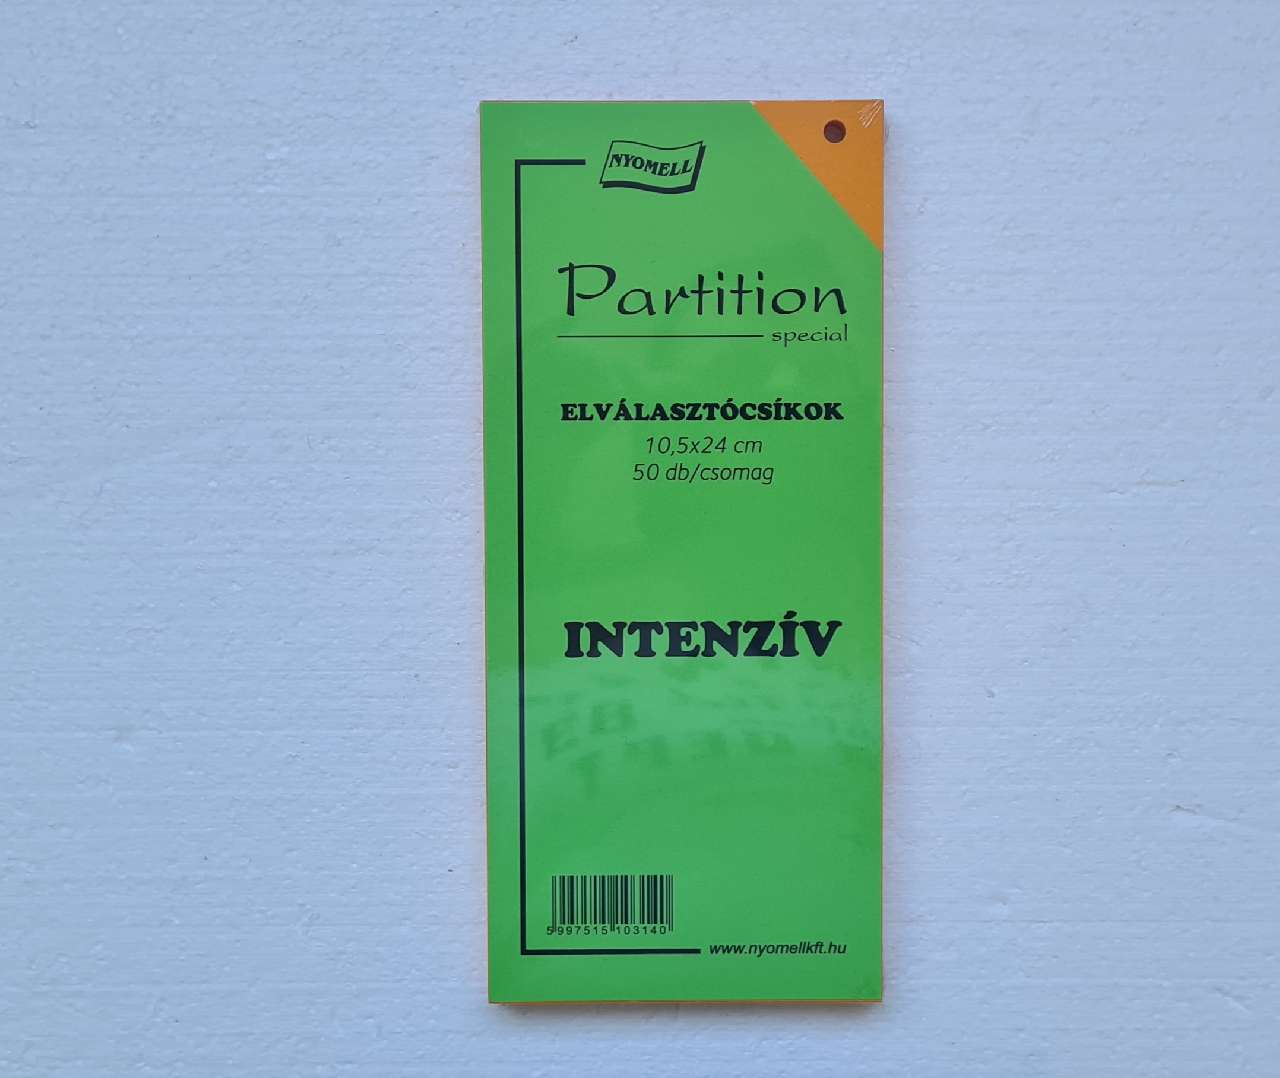 NYOMELL
Partition
special
ELVÁLASZTÓCSÍKOK
10,5x24 cm
50 db/csomag
INTENZÍV
5997515103140
www.nyomellkft.hu